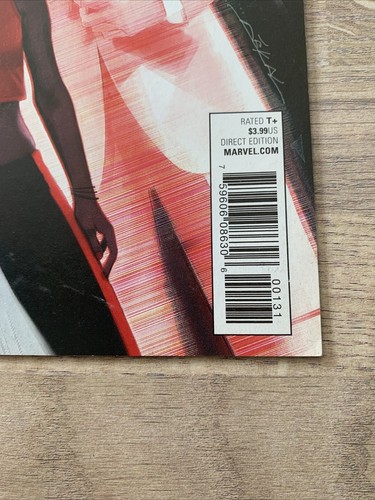 RATED T+
$3.99US
DIRECT EDITION
MARVEL.COM
7 59606 08630 6
00131